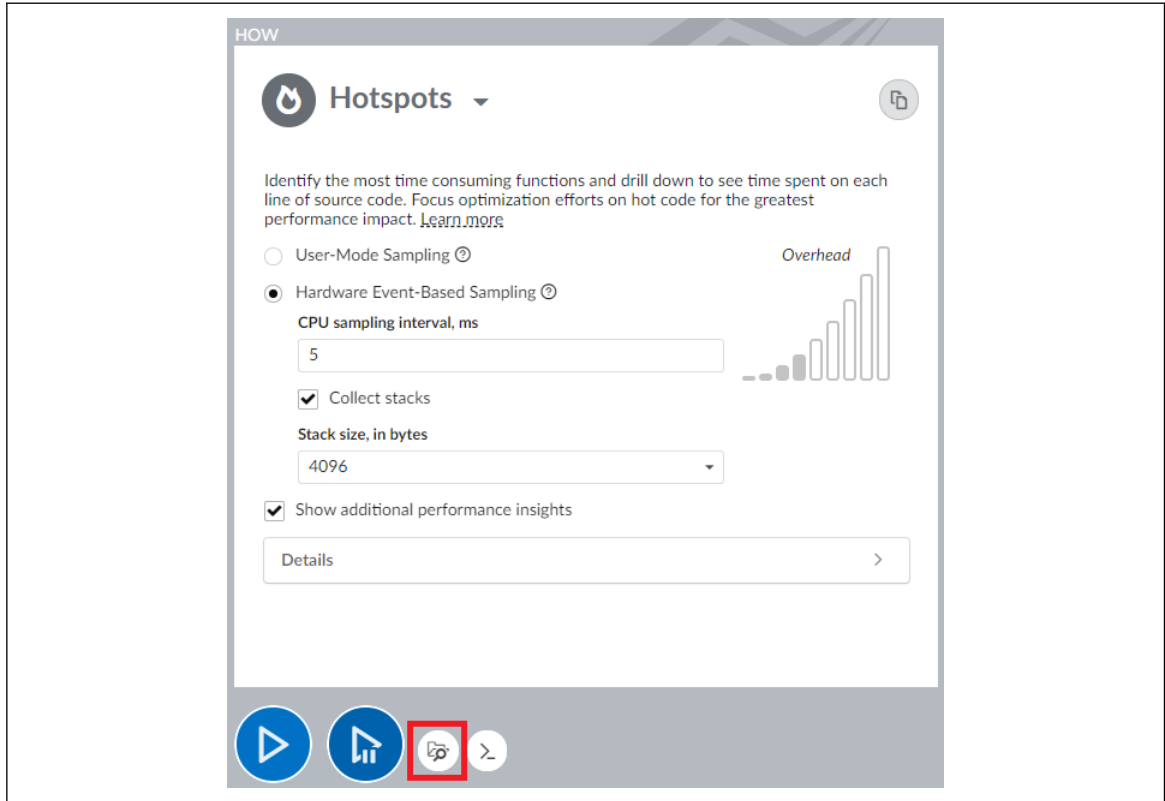 HOW
Hotspots
Identify the most time consuming functions and drill down to see time spent on each
line of source code. Focus optimization efforts on hot code for the greatest
performance impact. Learn more
User-Mode Sampling
Overhead
Hardware Event-Based Sampling
CPU sampling interval, ms
5
Collect stacks
Stack size, in bytes
4096
Show additional performance insights
Details